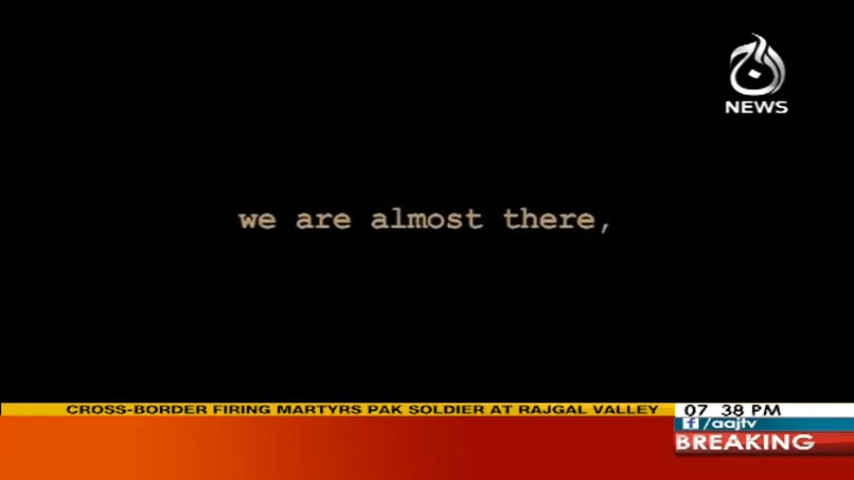 ج
NEWS
we are almost there,
CROSS-BORDER FIRING MARTYRS PAK SOLDIER AT RAJGAL VALLEY
07 38 PM
f/aajtv
BREAKING